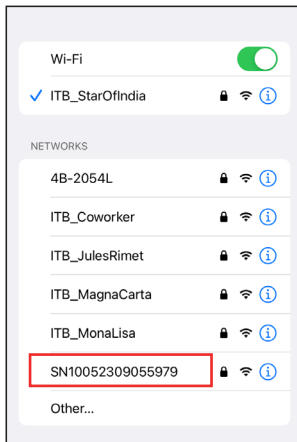 Wi-Fi
ITB_StarOfIndia
NETWORKS
4B-2054L
ITB_Coworker
ITB_JulesRimet
ITB_MagnaCarta
ITB_MonaLisa
SN10052309055979
Other...